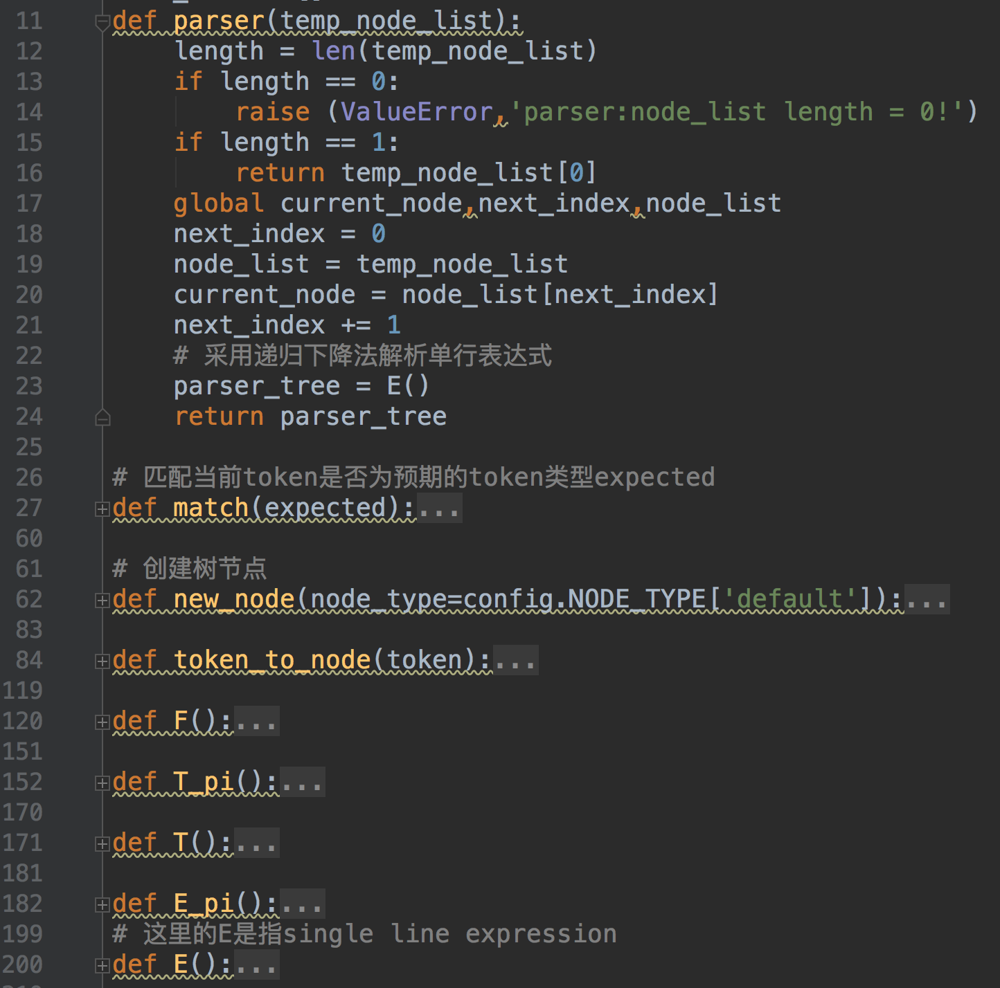 11 def parser(temp_node_list):
12     length = len(temp_node_list)
13     if length == 0:
14         raise (ValueError,'parser:node_list length = 0!')
15     if length == 1:
16         return temp_node_list[0]
17     global current_node,next_index,node_list
18     next_index = 0
19     node_list = temp_node_list
20     current_node = node_list[next_index]
21     next_index += 1
22     # 采用递归下降法解析单行表达式
23     parser_tree = E()
24     return parser_tree
25
26 # 匹配当前token是否为预期的token类型expected
27 def match(expected):...
60
61 # 创建树节点
62 def new_node(node_type=config.NODE_TYPE['default']):...
83
84 def token_to_node(token):...
119
120 def F():...
151
152 def T_pi():...
170
171 def T():...
181
182 def E_pi():...
199 # 这里的E是指single line expression
200 def E():...